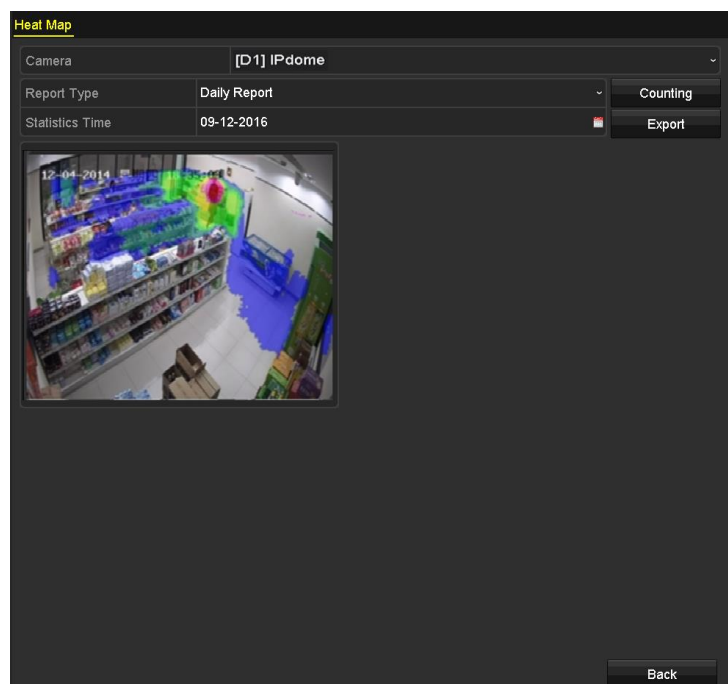 Heat Map
Camera [D1] IPdome
Report Type Daily Report Counting
Statistics Time 09-12-2016 Export
12-04-2014
Back